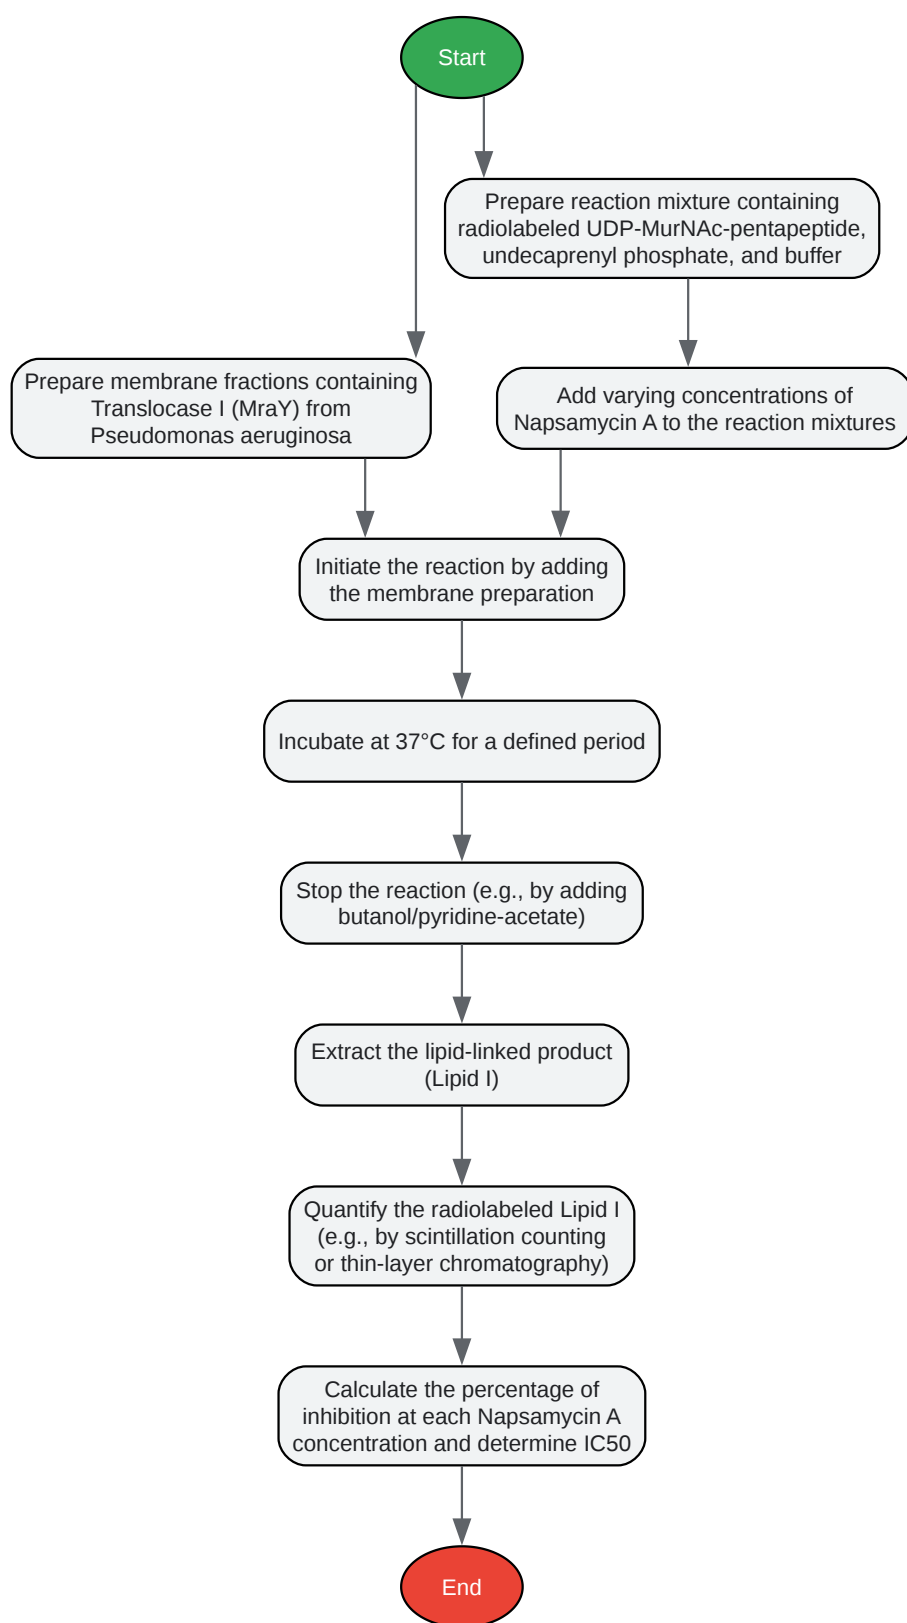 Start
Prepare reaction mixture containing
radiolabeled UDP-MurNAc-pentapeptide,
undecaprenyl phosphate, and buffer
Prepare membrane fractions containing
Translocase I (MraY) from
Pseudomonas aeruginosa
Add varying concentrations of
Napsamycin A to the reaction mixtures
Initiate the reaction by adding
the membrane preparation
Incubate at 37°C for a defined period
Stop the reaction (e.g., by adding
butanol/pyridine-acetate)
Extract the lipid-linked product
(Lipid I)
Quantify the radiolabeled Lipid I
(e.g., by scintillation counting
or thin-layer chromatography)
Calculate the percentage of
inhibition at each Napsamycin A
concentration and determine IC50
End